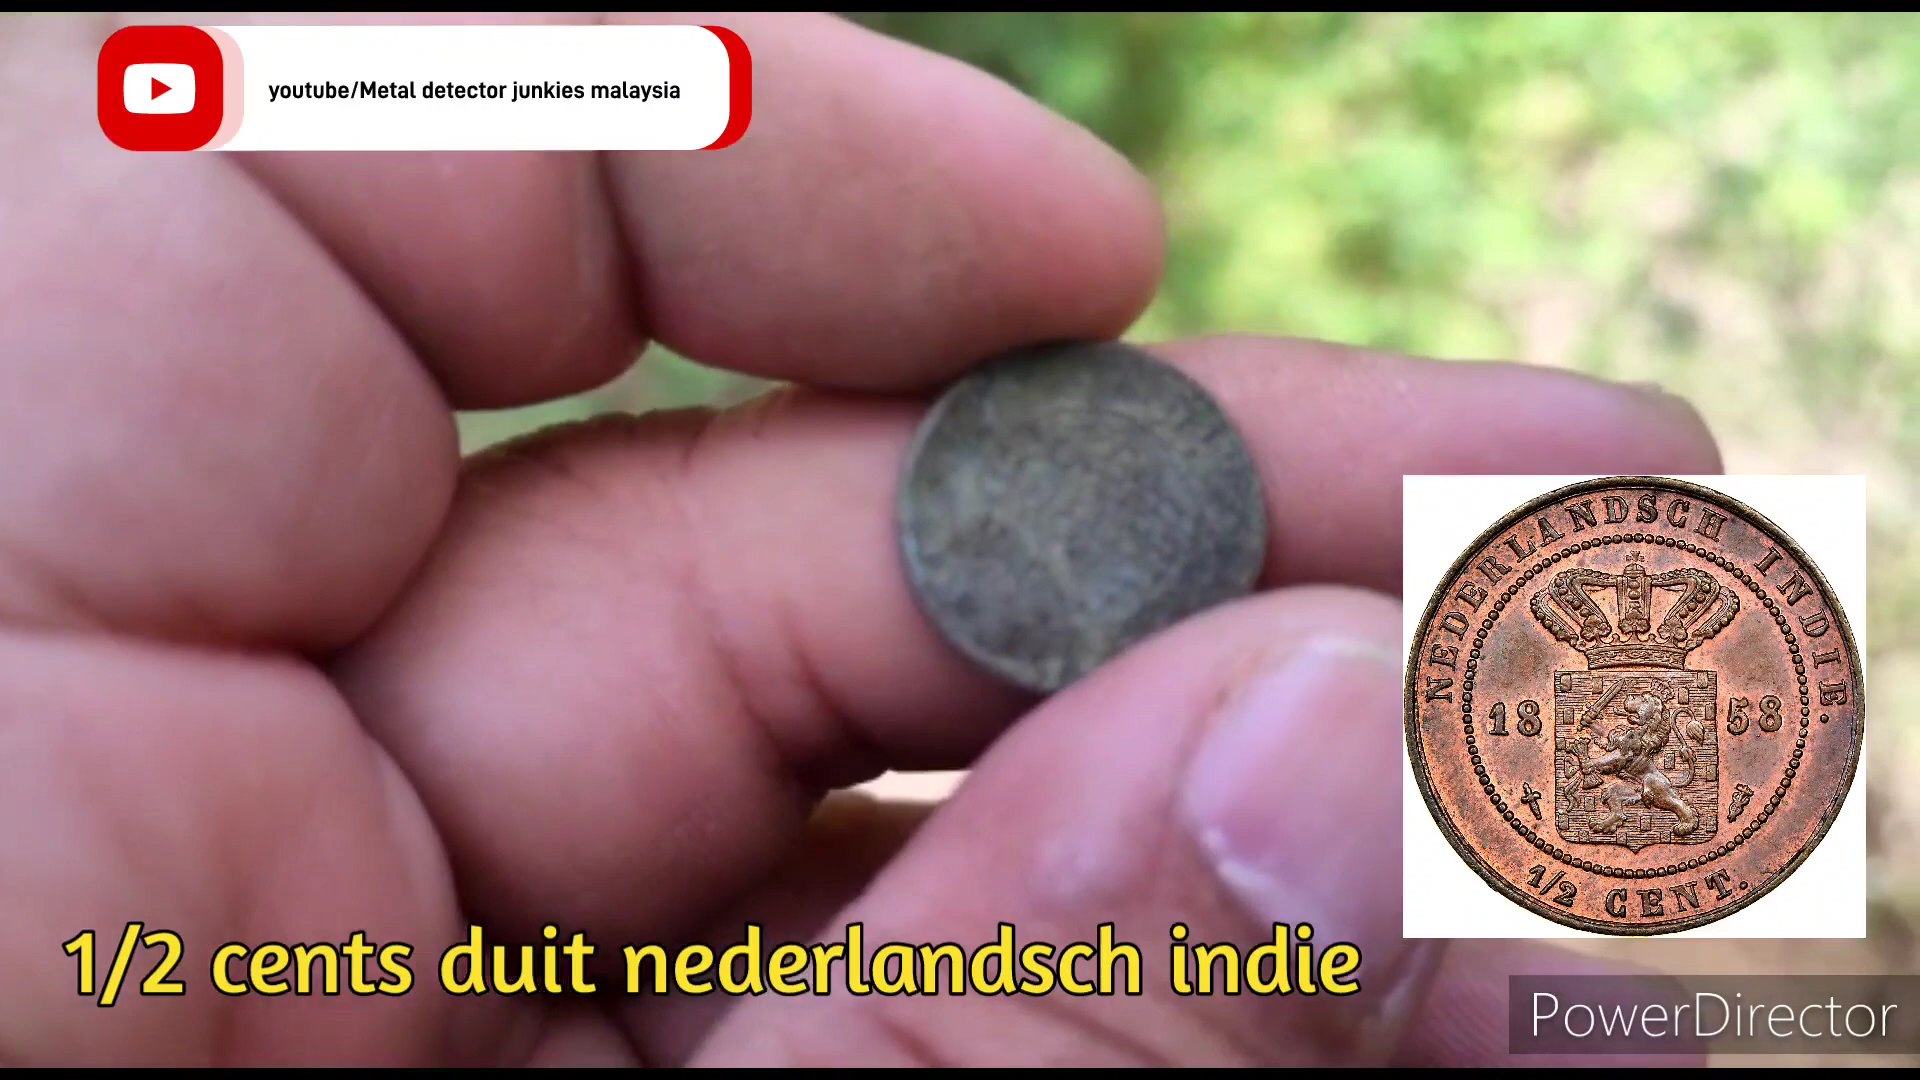 youtube/Metal detector junkies malaysia
NEDERLANDSCH INDIE.
18 58
1/2 CENT.
1/2 cents duit nederlandsch indie
PowerDirector